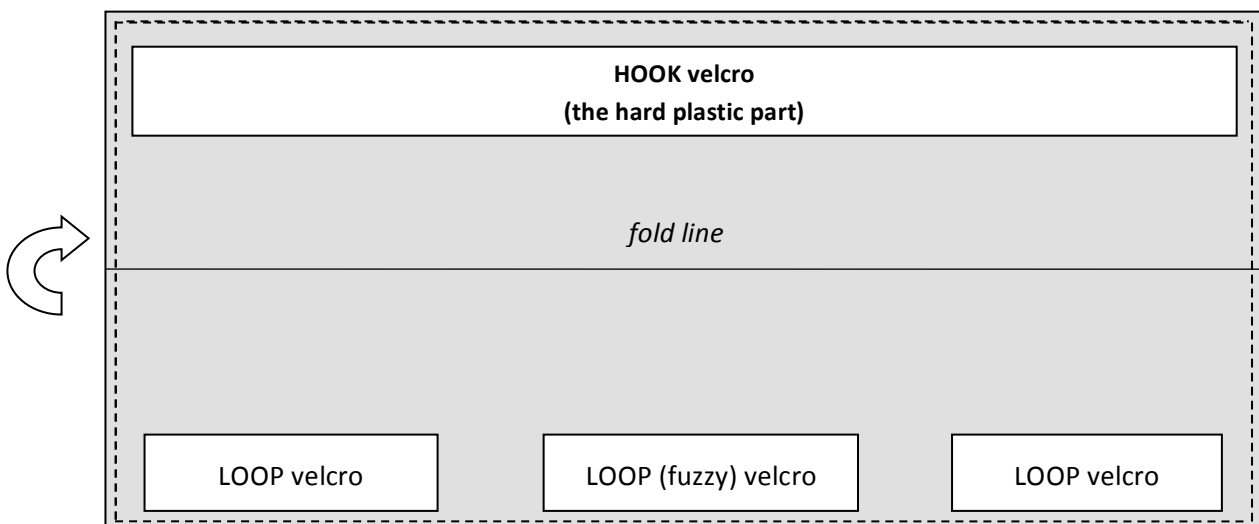 HOOK velcro
(the hard plastic part)
fold line
LOOP velcro
LOOP (fuzzy) velcro
LOOP velcro